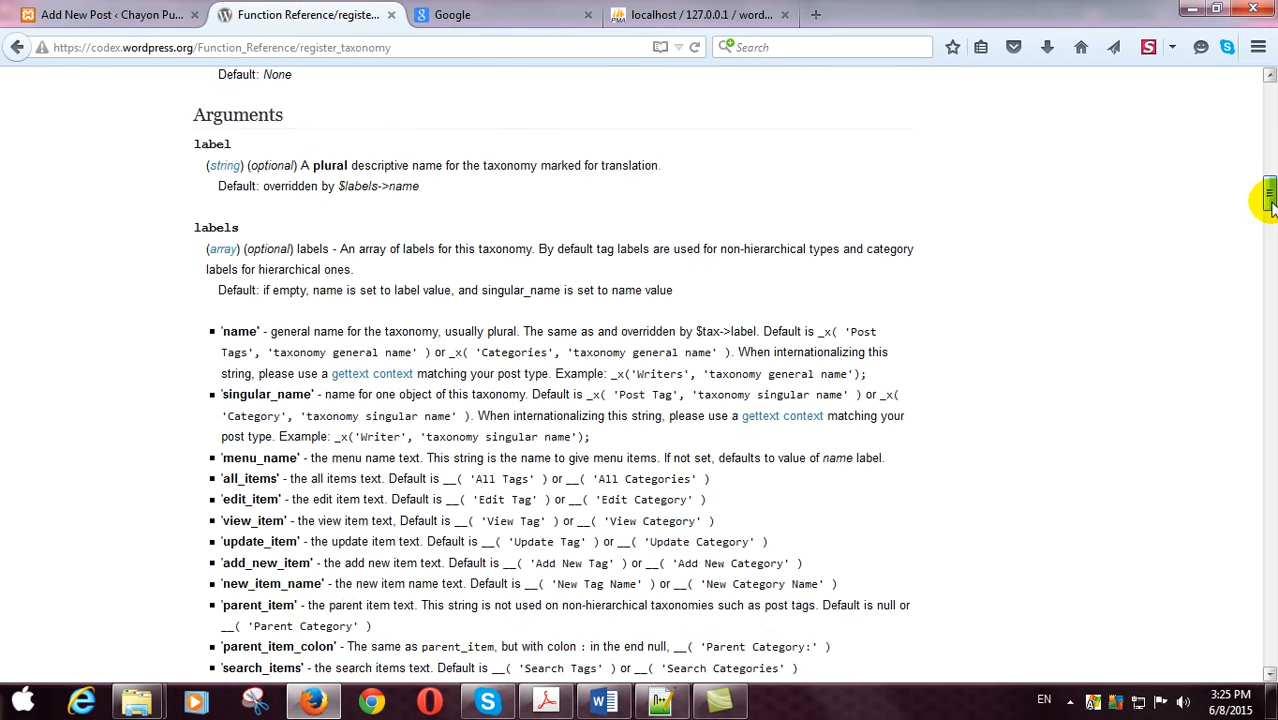 Add New Post ‹ Chayon Pu...
Function Reference/registe...
Google
localhost / 127.0.0.1 / word...
https://codex.wordpress.org/Function_Reference/register_taxonomy
Search
Default: None
Arguments
label
(string) (optional) A plural descriptive name for the taxonomy marked for translation.
Default: overridden by $labels->name
labels
(array) (optional) labels - An array of labels for this taxonomy. By default tag labels are used for non-hierarchical types and category
labels for hierarchical ones.
Default: if empty, name is set to label value, and singular_name is set to name value
'name' - general name for the taxonomy, usually plural. The same as and overridden by $tax->label. Default is _x( 'Post
Tags', 'taxonomy general name' ) or _x( 'Categories', 'taxonomy general name' ). When internationalizing this
string, please use a gettext context matching your post type. Example: _x('Writers', 'taxonomy general name');
'singular_name' - name for one object of this taxonomy. Default is _x( 'Post Tag', 'taxonomy singular name' ) or _x(
'Category', 'taxonomy singular name' ). When internationalizing this string, please use a gettext context matching your
post type. Example: _x('Writer', 'taxonomy singular name');
'menu_name' - the menu name text. This string is the name to give menu items. If not set, defaults to value of name label.
'all_items' - the all items text. Default is __( 'All Tags' ) or __( 'All Categories' )
'edit_item' - the edit item text. Default is __( 'Edit Tag' ) or __( 'Edit Category' )
'view_item' - the view item text, Default is __( 'View Tag' ) or __( 'View Category' )
'update_item' - the update item text. Default is __( 'Update Tag' ) or __( 'Update Category' )
'add_new_item' - the add new item text. Default is __( 'Add New Tag' ) or __( 'Add New Category' )
'new_item_name' - the new item name text. Default is __( 'New Tag Name' ) or __( 'New Category Name' )
'parent_item' - the parent item text. This string is not used on non-hierarchical taxonomies such as post tags. Default is null or
__( 'Parent Category' )
'parent_item_colon' - The same as parent_item, but with colon : in the end null, __( 'Parent Category:' )
'search_items' - the search items text. Default is __( 'Search Tags' ) or __( 'Search Categories' )
EN
3:25 PM
6/8/2015